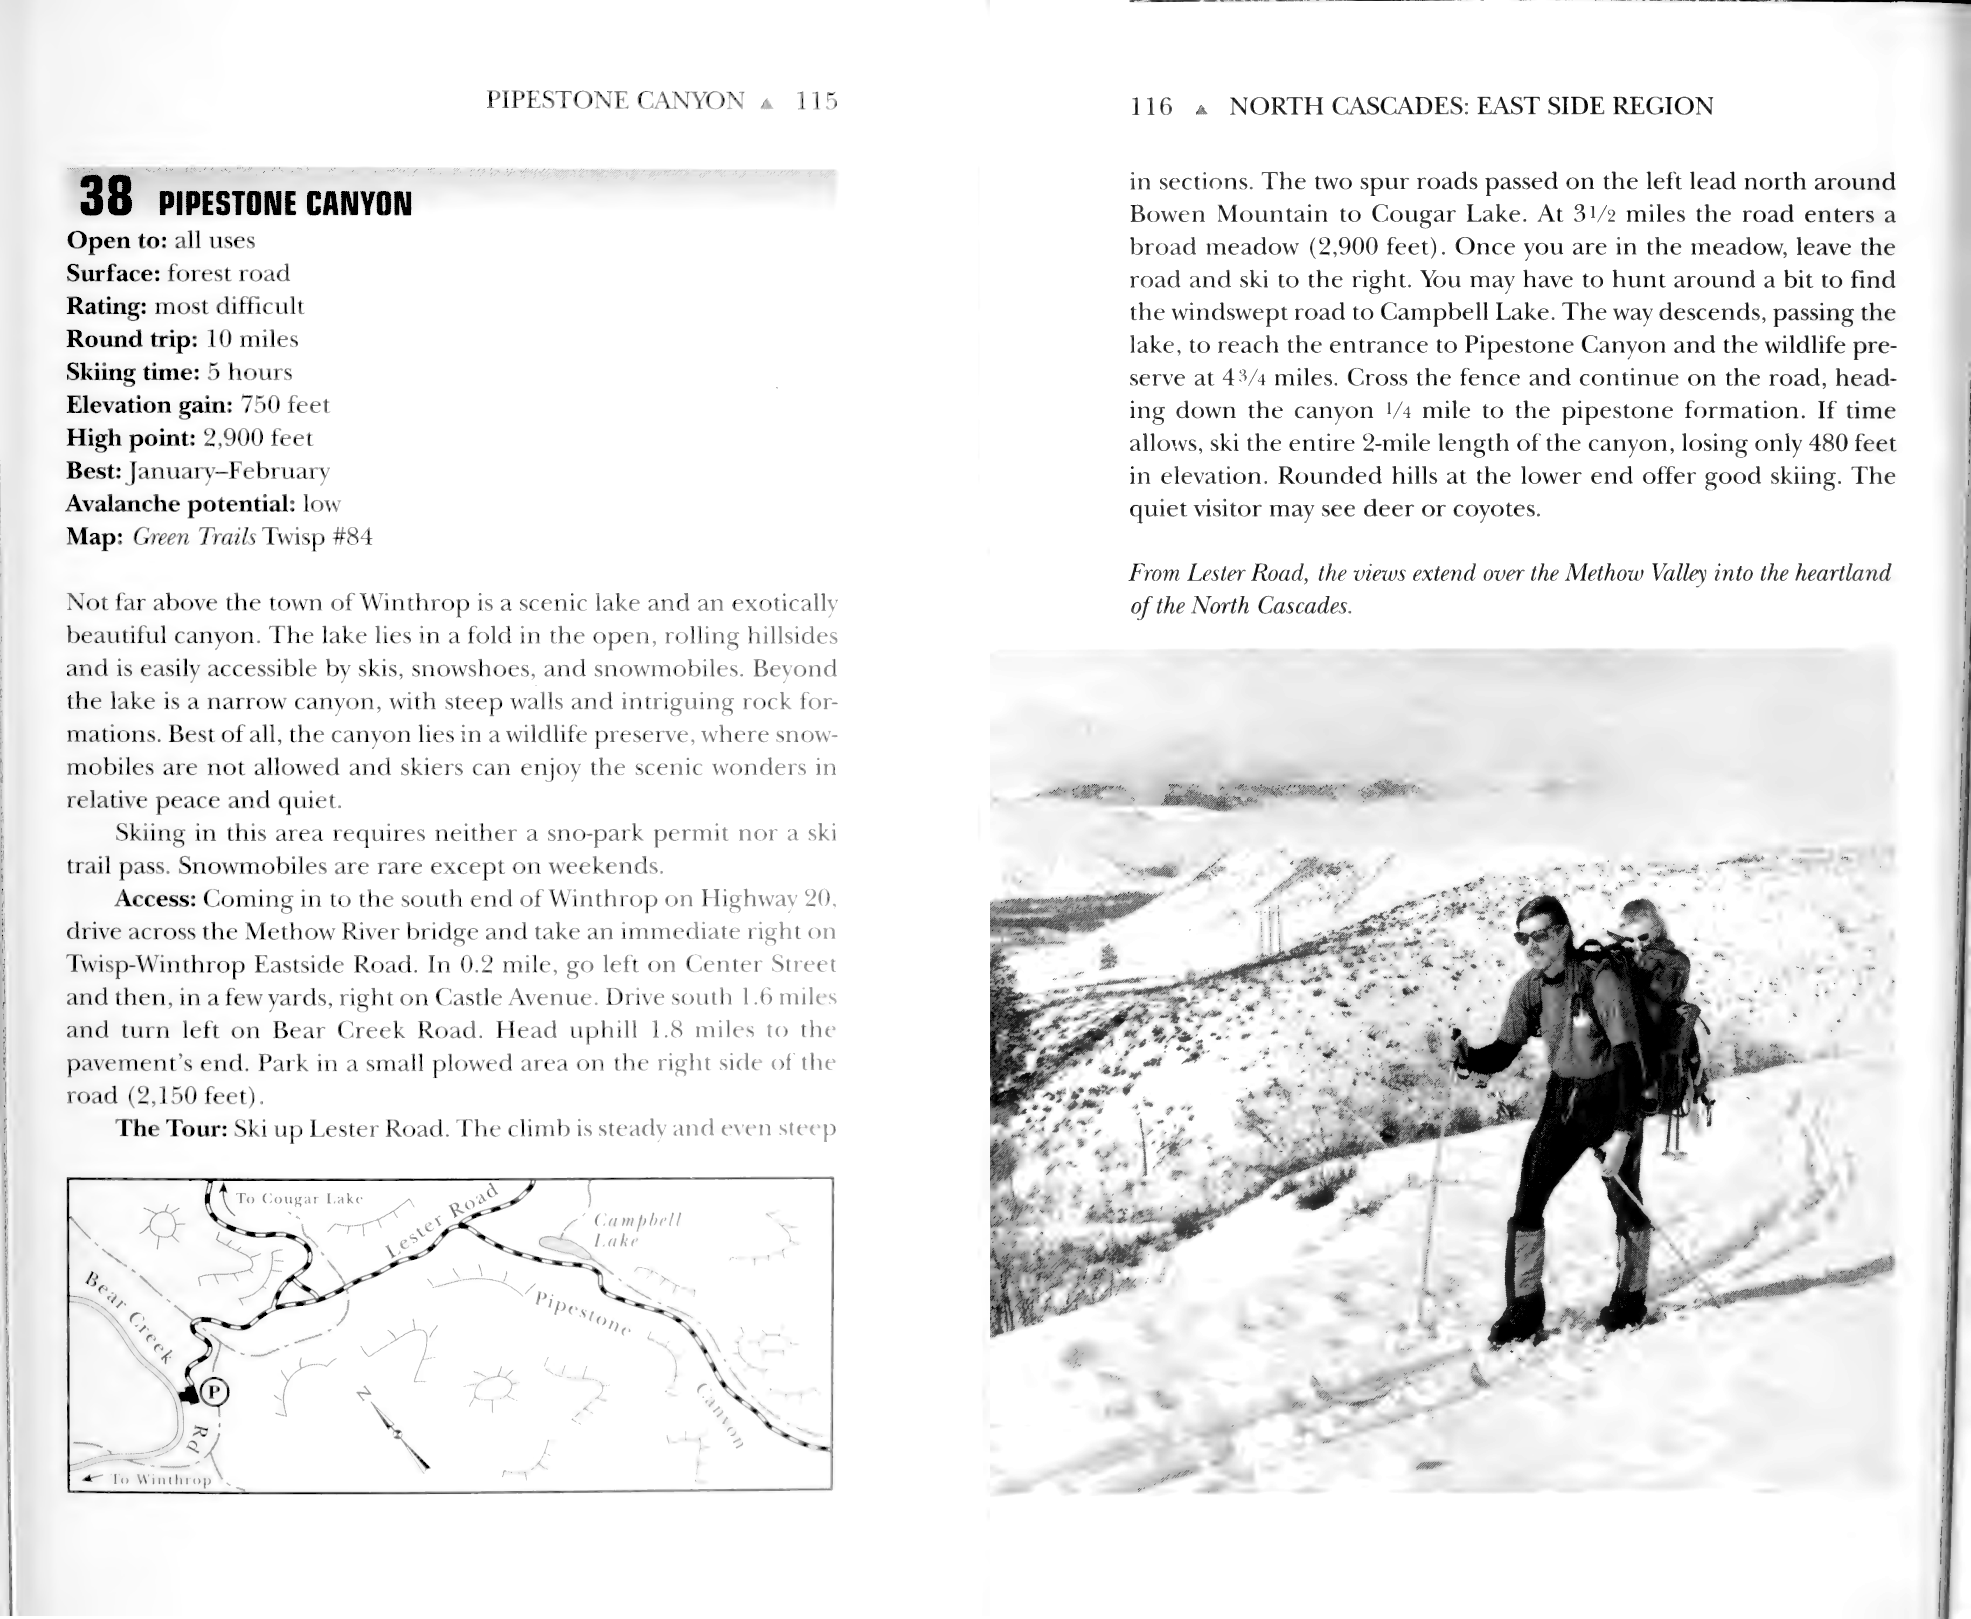 PIPESTONE CANYON ▲ 115
38 PIPESTONE CANYON
Open to: all uses
Surface: forest road
Rating: most difficult
Round trip: 10 miles
Skiing time: 5 hours
Elevation gain: 750 feet
High point: 2,900 feet
Best: January–February
Avalanche potential: low
Map: Green Trails Twisp #84
Not far above the town of Winthrop is a scenic lake and an exotically
beautiful canyon. The lake lies in a fold in the open, rolling hillsides
and is easily accessible by skis, snowshoes, and snowmobiles. Beyond
the lake is a narrow canyon, with steep walls and intriguing rock for-
mations. Best of all, the canyon lies in a wildlife preserve, where snow-
mobiles are not allowed and skiers can enjoy the scenic wonders in
relative peace and quiet.
Skiing in this area requires neither a sno-park permit nor a ski
trail pass. Snowmobiles are rare except on weekends.
Access: Coming in to the south end of Winthrop on Highway 20,
drive across the Methow River bridge and take an immediate right on
Twisp-Winthrop Eastside Road. In 0.2 mile, go left on Center Street
and then, in a few yards, right on Castle Avenue. Drive south 1.6 miles
and turn left on Bear Creek Road. Head uphill 1.8 miles to the
pavement's end. Park in a small plowed area on the right side of the
road (2,150 feet).
The Tour: Ski up Lester Road. The climb is steady and even steep
To Cougar Lake
Lester Road
Campbell
Lake
Bear Creek
Pipestone
Canyon
N
P
Rd
To Winthrop
116 ▲ NORTH CASCADES: EAST SIDE REGION
in sections. The two spur roads passed on the left lead north around
Bowen Mountain to Cougar Lake. At 3 1/2 miles the road enters a
broad meadow (2,900 feet). Once you are in the meadow, leave the
road and ski to the right. You may have to hunt around a bit to find
the windswept road to Campbell Lake. The way descends, passing the
lake, to reach the entrance to Pipestone Canyon and the wildlife pre-
serve at 4 3/4 miles. Cross the fence and continue on the road, head-
ing down the canyon 1/4 mile to the pipestone formation. If time
allows, ski the entire 2-mile length of the canyon, losing only 480 feet
in elevation. Rounded hills at the lower end offer good skiing. The
quiet visitor may see deer or coyotes.
From Lester Road, the views extend over the Methow Valley into the heartland
of the North Cascades.